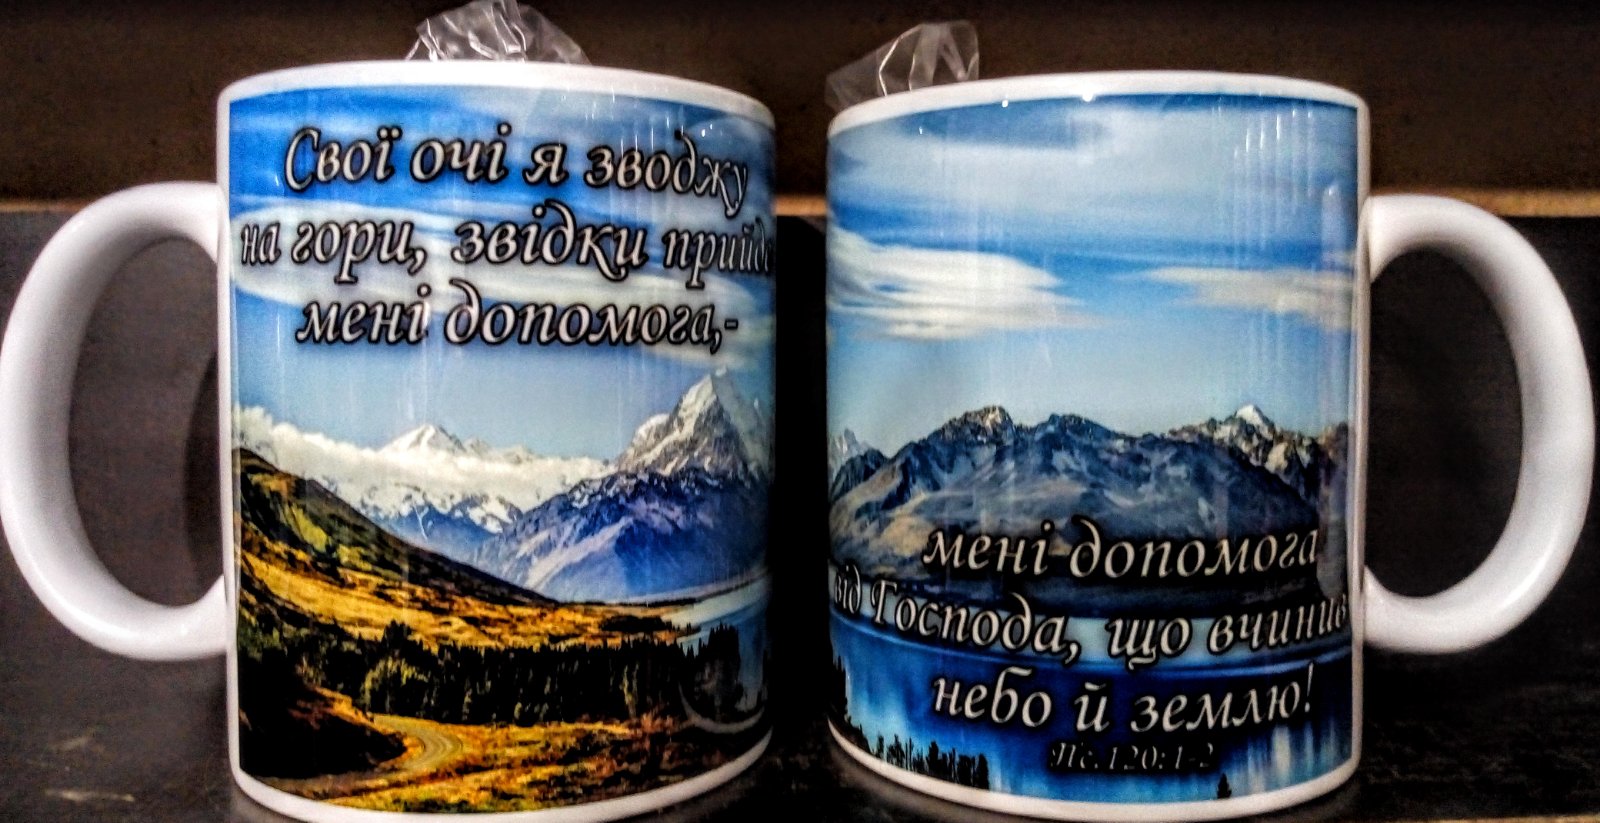 Свої очі я зводжу
на гори, звідки прийде
мені допомога,-
мені допомога
від Господа, що вчинив
небо й землю!
Пс. 120: 1-2